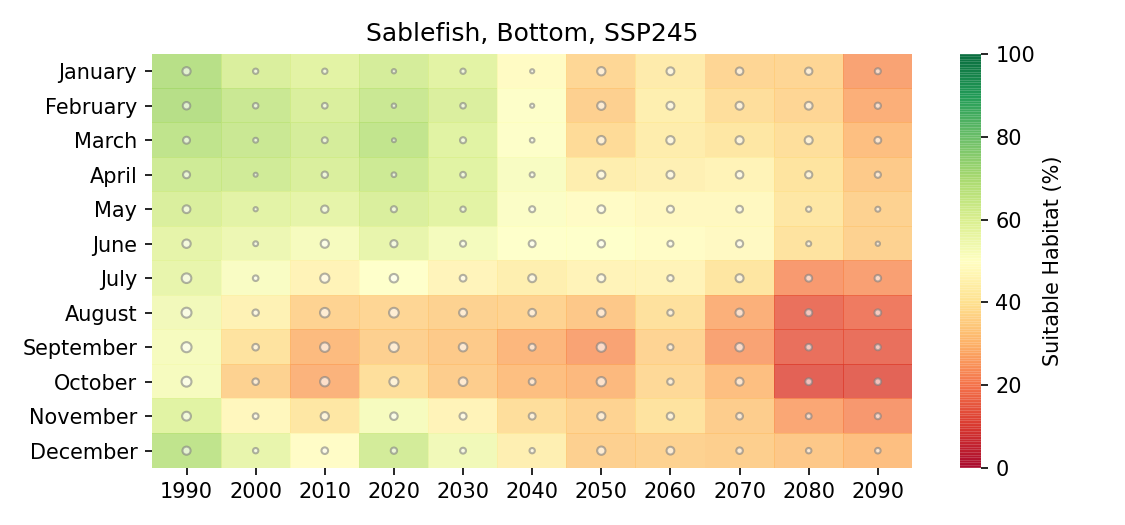 Sablefish, Bottom, SSP245
January
February
March
April
May
June
July
August
September
October
November
December
1990 2000 2010 2020 2030 2040 2050 2060 2070 2080 2090
100
80
60
40
20
0
Suitable Habitat (%)